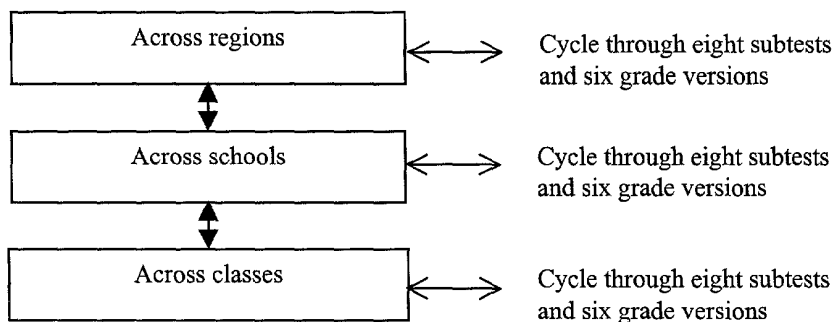 Across regions
Cycle through eight subtests
and six grade versions
Across schools
Cycle through eight subtests
and six grade versions
Across classes
Cycle through eight subtests
and six grade versions